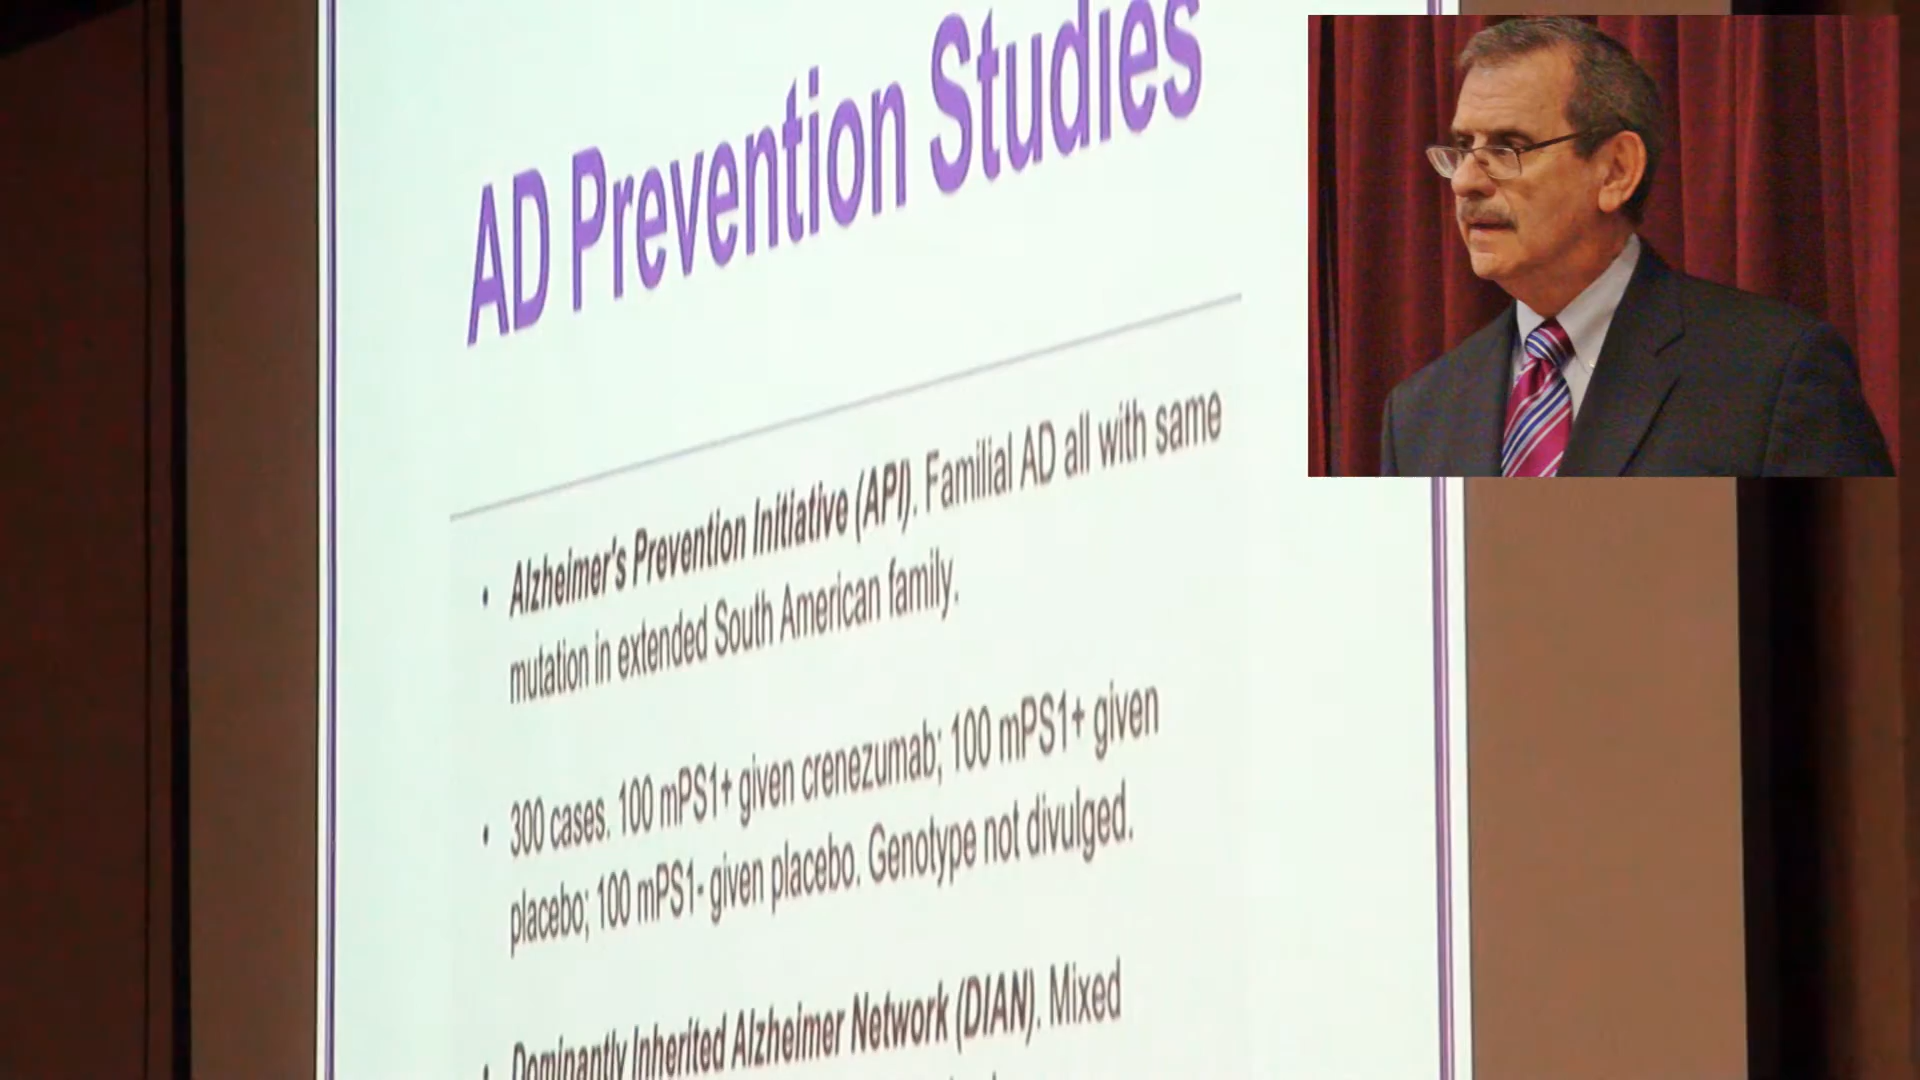 AD Prevention Studies
• Alzheimer's Prevention Initiative (API). Familial AD all with same
mutation in extended South American family.
• 300 cases. 100 mPS1+ given crenezumab; 100 mPS1+ given
placebo; 100 mPS1- given placebo. Genotype not divulged.
• Dominantly Inherited Alzheimer Network (DIAN). Mixed